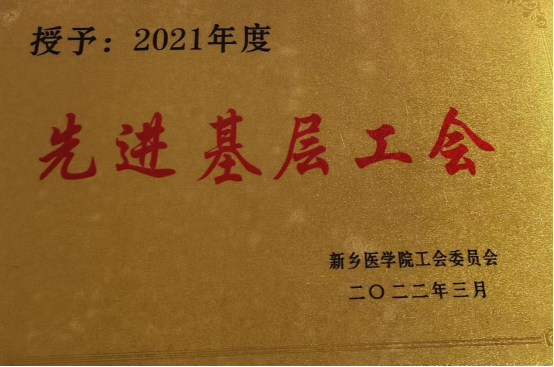 授予：2021年度
先进基层工会
新乡医学院工会委员会
二〇二二年三月